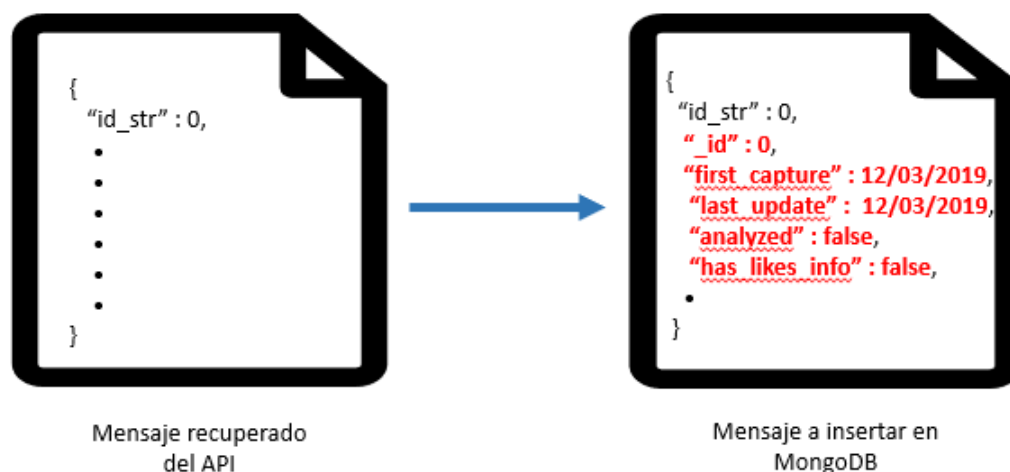 {
“id_str” : 0,
•
•
•
•
•
•
}
Mensaje recuperado
del API
{
“id_str” : 0,
“_id” : 0,
“first_capture” : 12/03/2019,
“last_update” : 12/03/2019,
“analyzed” : false,
“has_likes_info” : false,
•
}
Mensaje a insertar en
MongoDB